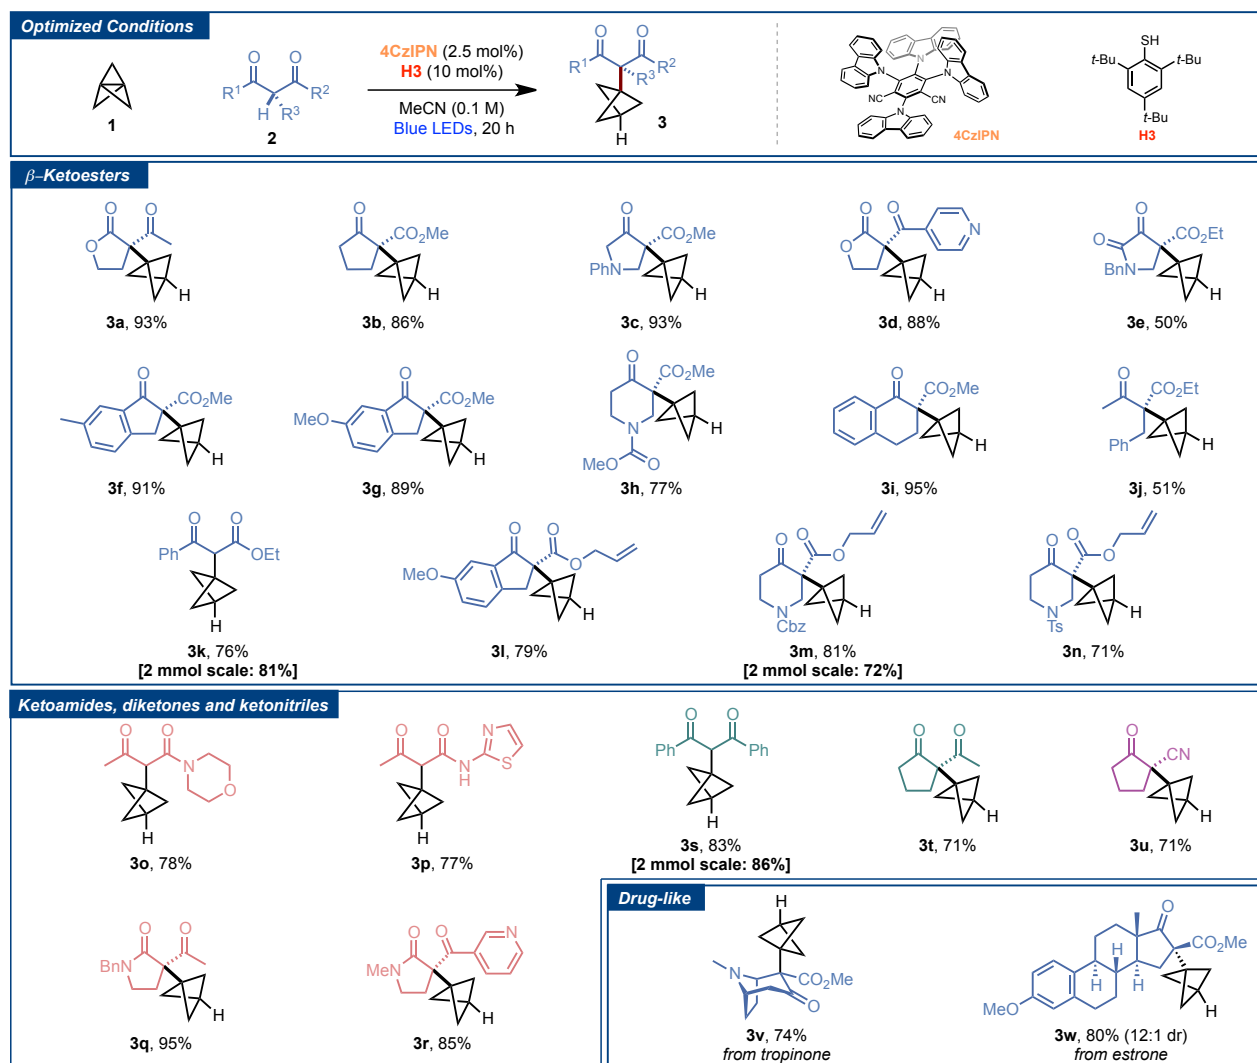 Optimized Conditions
1
O O
R1 R2
H R3
2
4CzIPN (2.5 mol%)
H3 (10 mol%)
MeCN (0.1 M)
Blue LEDs, 20 h
O O
R1 R2
R3
H
3
N N N N
NC CN
4CzIPN
SH
t-Bu t-Bu
t-Bu
H3
β–Ketoesters
O O
O
H
3a, 93%
O
CO2Me
H
3b, 86%
O
CO2Me
PhN
H
3c, 93%
O O
O N
H
3d, 88%
O
O CO2Et
N
Bn
H
3e, 50%
O
CO2Me
H
3f, 91%
O
CO2Me
MeO
H
3g, 89%
O
CO2Me
N
H
MeO O
3h, 77%
O
CO2Me
H
3i, 95%
O
CO2Et
Ph
H
3j, 51%
O O
Ph OEt
H
3k, 76%
[2 mmol scale: 81%]
O O
O
MeO
H
3l, 79%
O O
O
N
Cbz
H
3m, 81%
[2 mmol scale: 72%]
O O
O
N
Ts
H
3n, 71%
Ketoamides, diketones and ketonitriles
O O
N
O
H
3o, 78%
O O
N
N
H
S
H
3p, 77%
O O
Ph Ph
H
3s, 83%
[2 mmol scale: 86%]
O O
H
3t, 71%
O
CN
H
3u, 71%
O O
BnN
H
3q, 95%
O O
N
MeN
H
3r, 85%
Drug-like
H
N
CO2Me
O
3v, 74%
from tropinone
O
CO2Me
H
H H
MeO
H
3w, 80% (12:1 dr)
from estrone